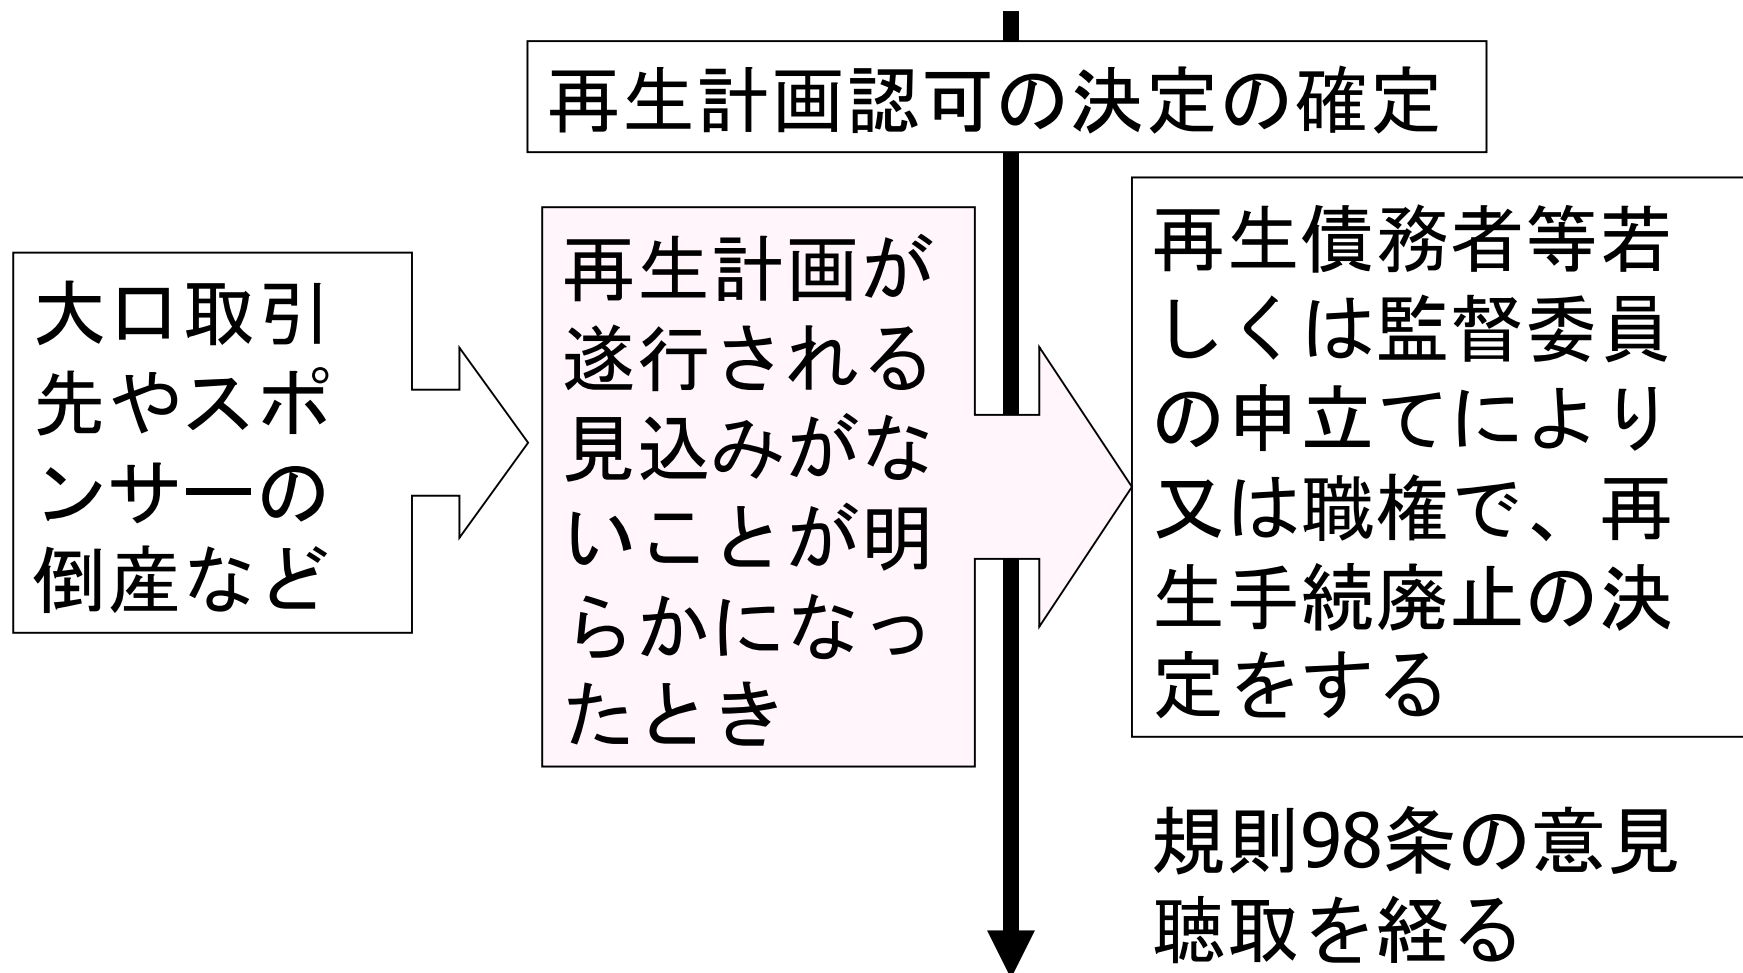 再生計画認可の決定の確定
大口取引
先やスポ
ンサーの
倒産など
再生計画が
遂行される
見込みがな
いことが明
らかになっ
たとき
再生債務者等若
しくは監督委員
の申立てにより
又は職権で、再
生手続廃止の決
定をする
規則98条の意見
聴取を経る